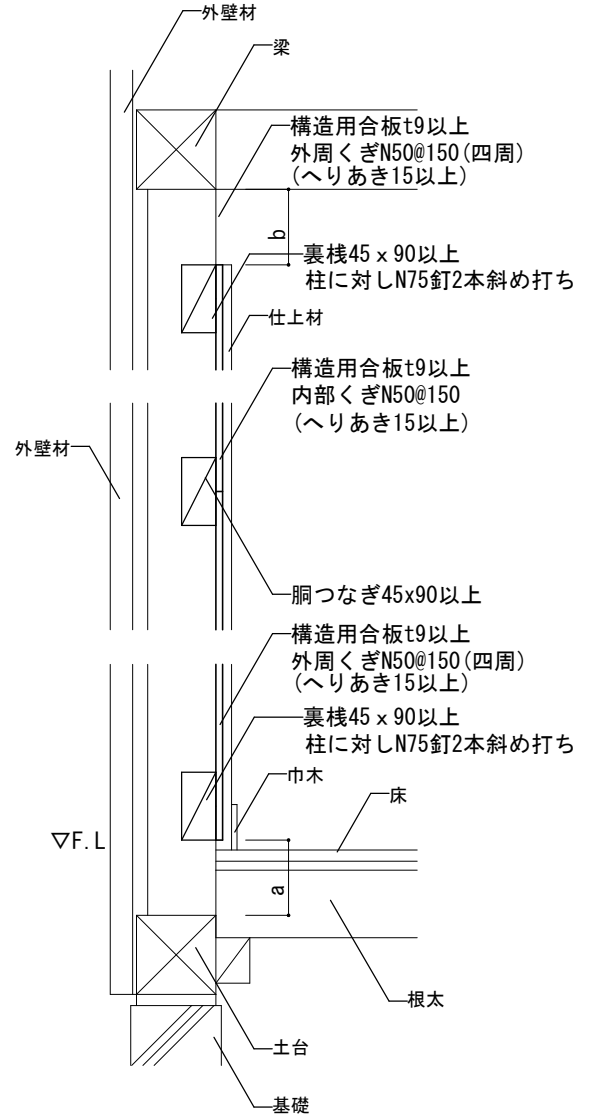 外壁材
梁
構造用合板t9以上
外周くぎN50@150(四周)
(へりあき15以上)
b
裏桟45ｘ90以上
柱に対しN75釘2本斜め打ち
仕上材
構造用合板t9以上
内部くぎN50@150
(へりあき15以上)
外壁材
胴つなぎ45x90以上
構造用合板t9以上
外周くぎN50@150(四周)
(へりあき15以上)
裏桟45ｘ90以上
柱に対しN75釘2本斜め打ち
巾木
床
▽F.L
a
根太
土台
基礎